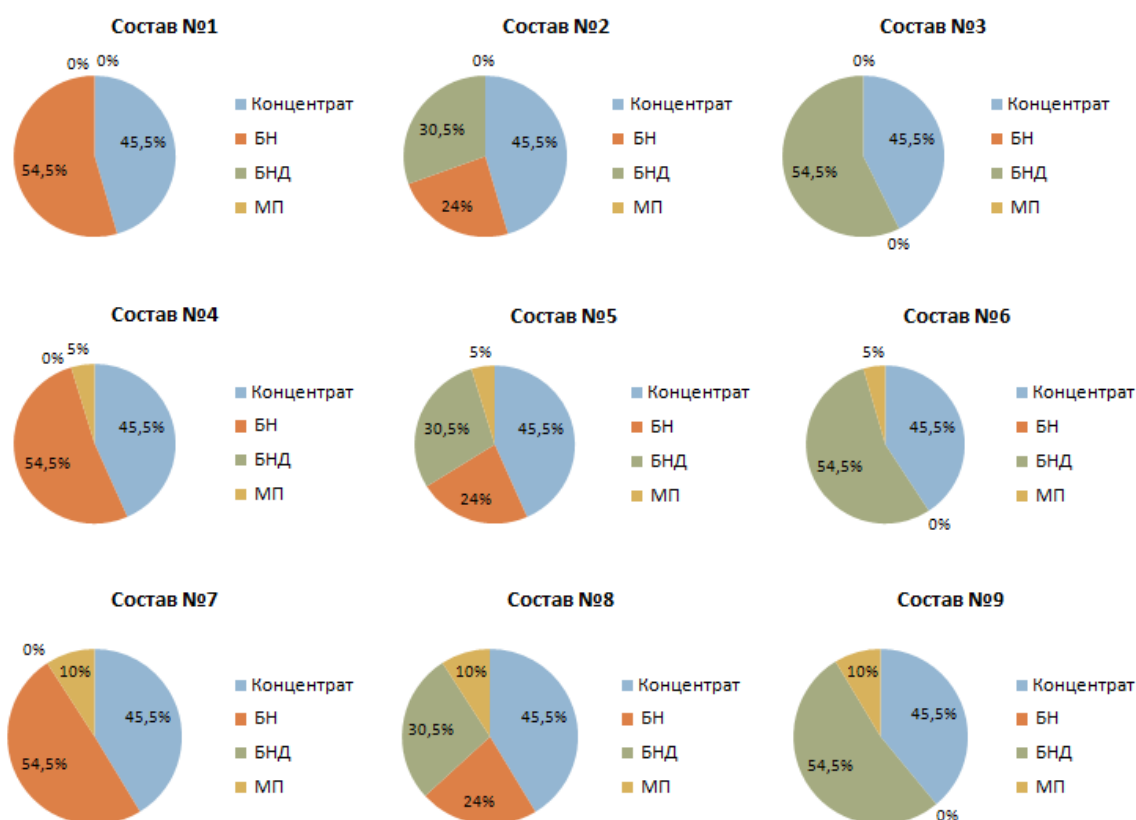 Состав №1
0% 0%
45,5%
54,5%
Концентрат
БН
БНД
МП
Состав №2
0%
30,5%
45,5%
24%
Концентрат
БН
БНД
МП
Состав №3
0%
45,5%
54,5%
0%
Концентрат
БН
БНД
МП
Состав №4
0% 5%
45,5%
54,5%
Концентрат
БН
БНД
МП
Состав №5
5%
30,5%
45,5%
24%
Концентрат
БН
БНД
МП
Состав №6
5%
45,5%
54,5%
0%
Концентрат
БН
БНД
МП
Состав №7
0%
10%
45,5%
54,5%
Концентрат
БН
БНД
МП
Состав №8
10%
30,5%
45,5%
24%
Концентрат
БН
БНД
МП
Состав №9
10%
45,5%
54,5%
0%
Концентрат
БН
БНД
МП